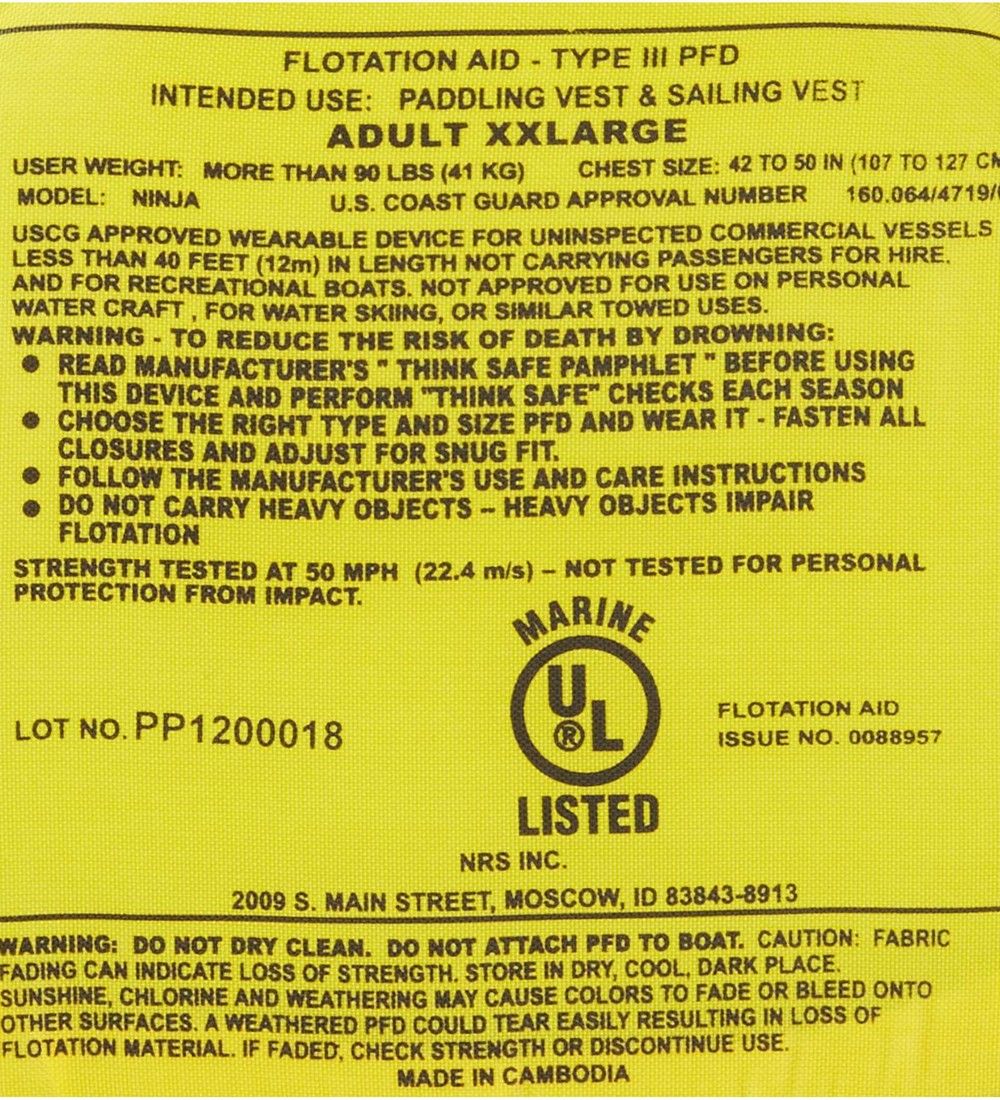 FLOTATION AID - TYPE III PFD
INTENDED USE: PADDLING VEST & SAILING VEST
ADULT XXLARGE
USER WEIGHT: MORE THAN 90 LBS (41 KG) CHEST SIZE: 42 TO 50 IN (107 TO 127 CM
MODEL: NINJA U.S. COAST GUARD APPROVAL NUMBER 160.064/4719/
USCG APPROVED WEARABLE DEVICE FOR UNINSPECTED COMMERCIAL VESSELS
LESS THAN 40 FEET (12m) IN LENGTH NOT CARRYING PASSENGERS FOR HIRE.
AND FOR RECREATIONAL BOATS. NOT APPROVED FOR USE ON PERSONAL
WATER CRAFT , FOR WATER SKIING, OR SIMILAR TOWED USES.
WARNING - TO REDUCE THE RISK OF DEATH BY DROWNING:
● READ MANUFACTURER'S " THINK SAFE PAMPHLET " BEFORE USING
THIS DEVICE AND PERFORM "THINK SAFE" CHECKS EACH SEASON
● CHOOSE THE RIGHT TYPE AND SIZE PFD AND WEAR IT - FASTEN ALL
CLOSURES AND ADJUST FOR SNUG FIT.
● FOLLOW THE MANUFACTURER'S USE AND CARE INSTRUCTIONS
● DO NOT CARRY HEAVY OBJECTS – HEAVY OBJECTS IMPAIR
FLOTATION
STRENGTH TESTED AT 50 MPH (22.4 m/s) – NOT TESTED FOR PERSONAL
PROTECTION FROM IMPACT.
MARINE
UL ®
LISTED
LOT NO. PP1200018
FLOTATION AID
ISSUE NO. 0088957
NRS INC.
2009 S. MAIN STREET, MOSCOW, ID 83843-8913
WARNING: DO NOT DRY CLEAN. DO NOT ATTACH PFD TO BOAT. CAUTION: FABRIC
FADING CAN INDICATE LOSS OF STRENGTH. STORE IN DRY, COOL, DARK PLACE.
SUNSHINE, CHLORINE AND WEATHERING MAY CAUSE COLORS TO FADE OR BLEED ONTO
OTHER SURFACES. A WEATHERED PFD COULD TEAR EASILY RESULTING IN LOSS OF
FLOTATION MATERIAL. IF FADED, CHECK STRENGTH OR DISCONTINUE USE.
MADE IN CAMBODIA